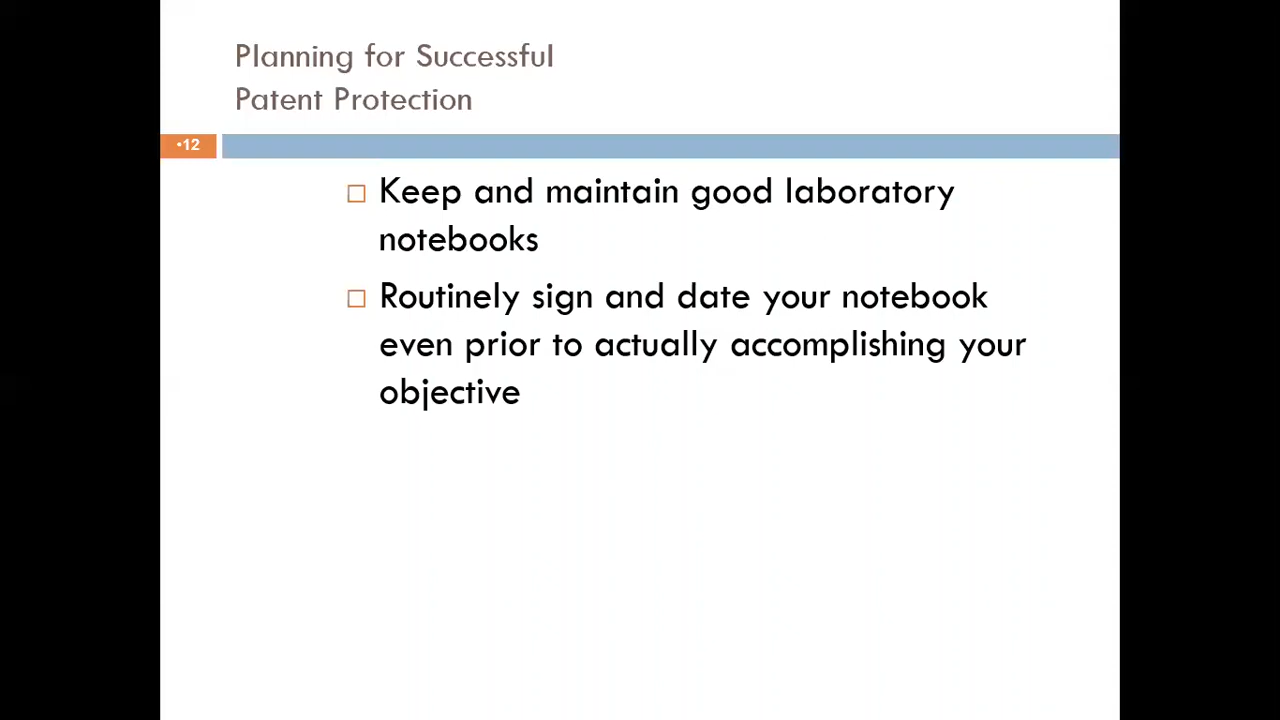 Planning for Successful
Patent Protection
•12
□ Keep and maintain good laboratory
notebooks
□ Routinely sign and date your notebook
even prior to actually accomplishing your
objective